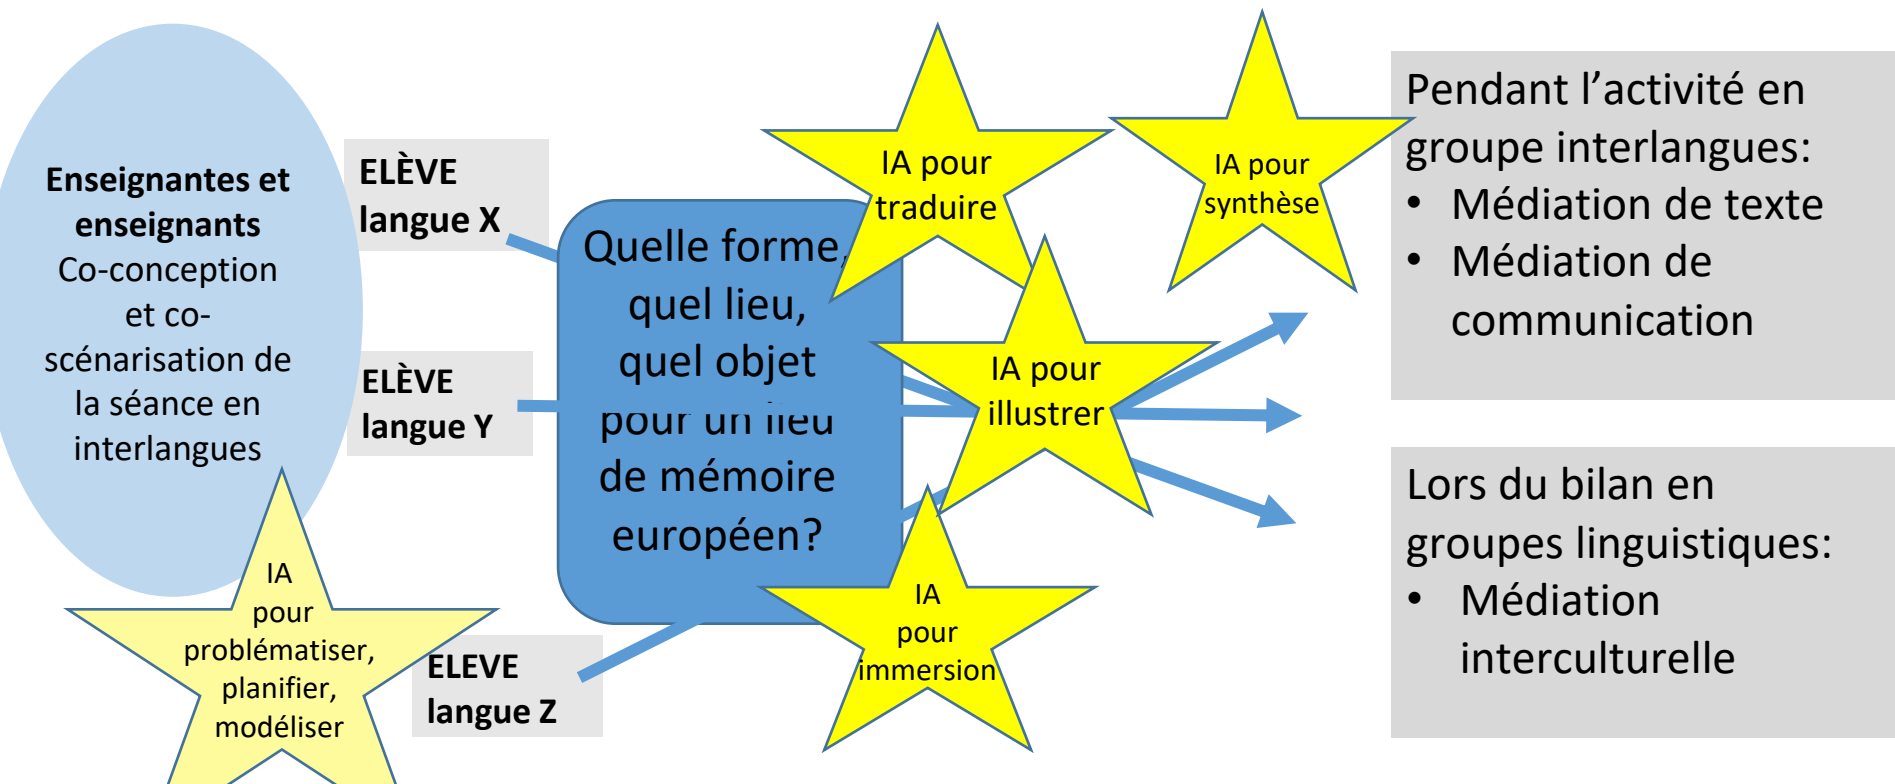 Enseignantes et
enseignants
Co-conception
et co-
scénarisation de
la séance en
interlangues
IA
pour
problématiser,
planifier,
modéliser
ELÈVE
langue X
ELÈVE
langue Y
ELEVE
langue Z
Quelle forme,
quel lieu,
quel objet
pour un lieu
de mémoire
européen?
IA pour
traduire
IA pour
synthèse
IA pour
illustrer
IA
pour
immersion
Pendant l’activité en
groupe interlangues:
• Médiation de texte
• Médiation de
communication
Lors du bilan en
groupes linguistiques:
• Médiation
interculturelle